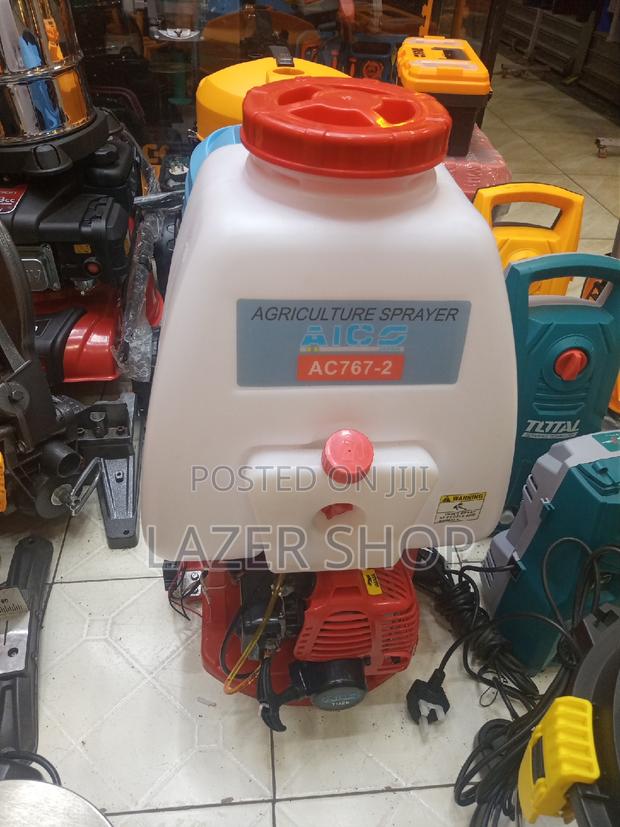 AGRICULTURE SPRAYER
AICS
AC767-2
POSTED ON JIJI
LAZER SHOP
WARNING
TOTAL